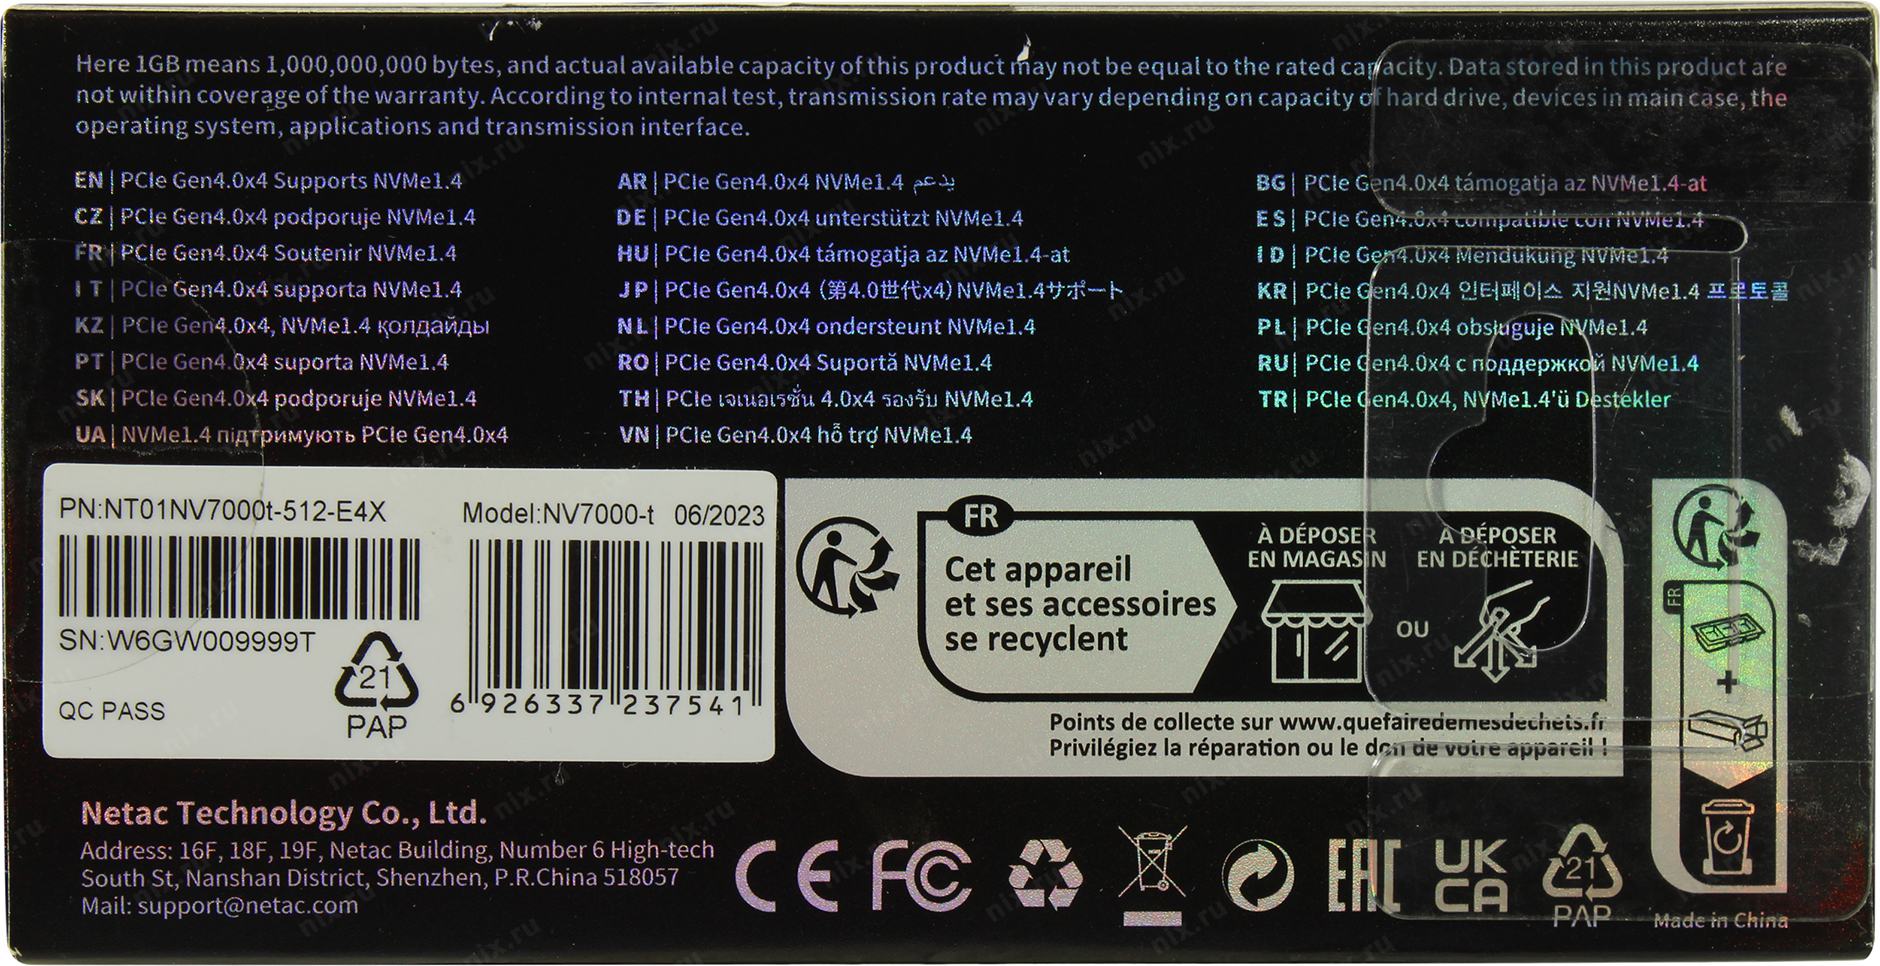 Here 1GB means 1,000,000,000 bytes, and actual available capacity of this product may not be equal to the rated capacity. Data stored in this product are
not within coverage of the warranty. According to internal test, transmission rate may vary depending on capacity of hard drive, devices in main case, the
operating system, applications and transmission interface.
EN | PCIe Gen4.0x4 Supports NVMe1.4
CZ | PCIe Gen4.0x4 podporuje NVMe1.4
FR | PCIe Gen4.0x4 Soutenir NVMe1.4
IT | PCIe Gen4.0x4 supporta NVMe1.4
KZ | PCIe Gen4.0x4, NVMe1.4 қолдайды
PT | PCIe Gen4.0x4 suporta NVMe1.4
SK | PCIe Gen4.0x4 podporuje NVMe1.4
UA | NVMe1.4 підтримують PCIe Gen4.0x4
AR | PCIe Gen4.0x4 NVMe1.4 يدعم
DE | PCIe Gen4.0x4 unterstützt NVMe1.4
HU | PCIe Gen4.0x4 támogatja az NVMe1.4-at
JP | PCIe Gen4.0x4 (第4.0世代x4) NVMe1.4サポート
NL | PCIe Gen4.0x4 ondersteunt NVMe1.4
RO | PCIe Gen4.0x4 Suportă NVMe1.4
TH | PCIe เจเนอเรชั่น 4.0x4 รองรับ NVMe1.4
VN | PCIe Gen4.0x4 hỗ trợ NVMe1.4
BG | PCIe Gen4.0x4 támogatja az NVMe1.4-at
ES | PCIe Gen4.0x4 compatible con NVMe1.4
ID | PCIe Gen4.0x4 Mendukung NVMe1.4
KR | PCIe Gen4.0x4 인터페이스 지원NVMe1.4 프로토콜
PL | PCIe Gen4.0x4 obsługuje NVMe1.4
RU | PCIe Gen4.0x4 с поддержкой NVMe1.4
TR | PCIe Gen4.0x4, NVMe1.4'ü Destekler
PN:NT01NV7000t-512-E4X
Model:NV7000-t 06/2023
SN:W6GW009999T
QC PASS
21
PAP
6 926337 237541
FR
Cet appareil
et ses accessoires
se recyclent
À DÉPOSER
EN MAGASIN
OU
À DÉPOSER
EN DÉCHÈTERIE
Points de collecte sur www.quefairedemesdechets.fr
Privilégiez la réparation ou le don de votre appareil !
FR
+
Netac Technology Co., Ltd.
Address: 16F, 18F, 19F, Netac Building, Number 6 High-tech
South St, Nanshan District, Shenzhen, P.R.China 518057
Mail: support@netac.com
CE FC EAC UK
CA
21
PAP
Made in China
nix.ru